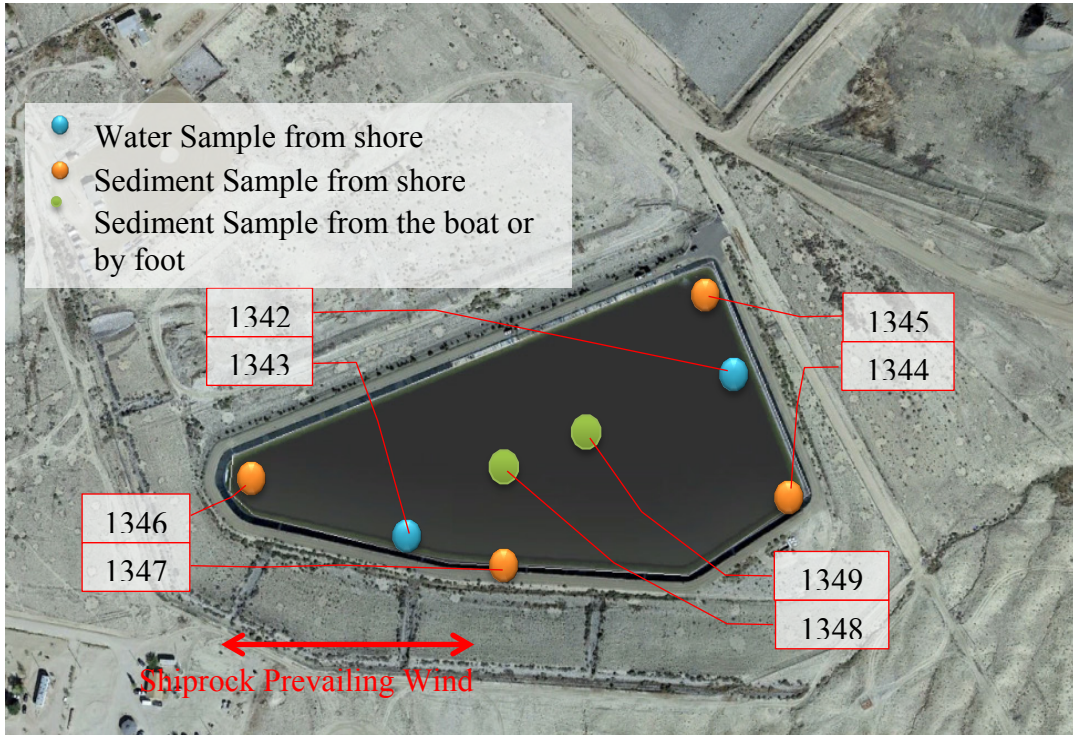 Water Sample from shore
Sediment Sample from shore
Sediment Sample from the boat or
by foot
1342
1343
1345
1344
1346
1347
1349
1348
Shiprock Prevailing Wind